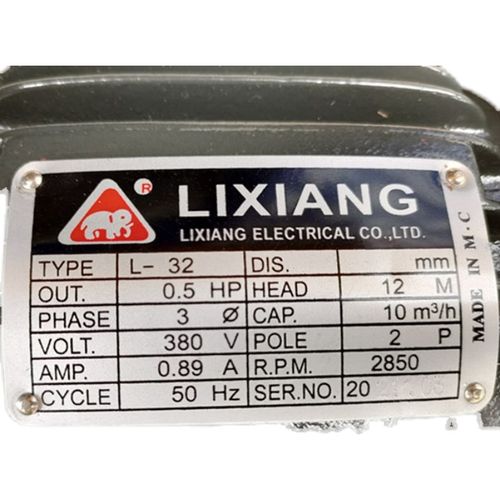 ® LIXIANG
LIXIANG ELECTRICAL CO.,LTD.
TYPE L- 32 DIS. mm
OUT. 0.5 HP HEAD 12 M
PHASE 3 Ø CAP. 10 m³/h
VOLT. 380 V POLE 2 P
AMP. 0.89 A R.P.M. 2850
CYCLE 50 Hz SER.NO. 20
MADE IN M·C